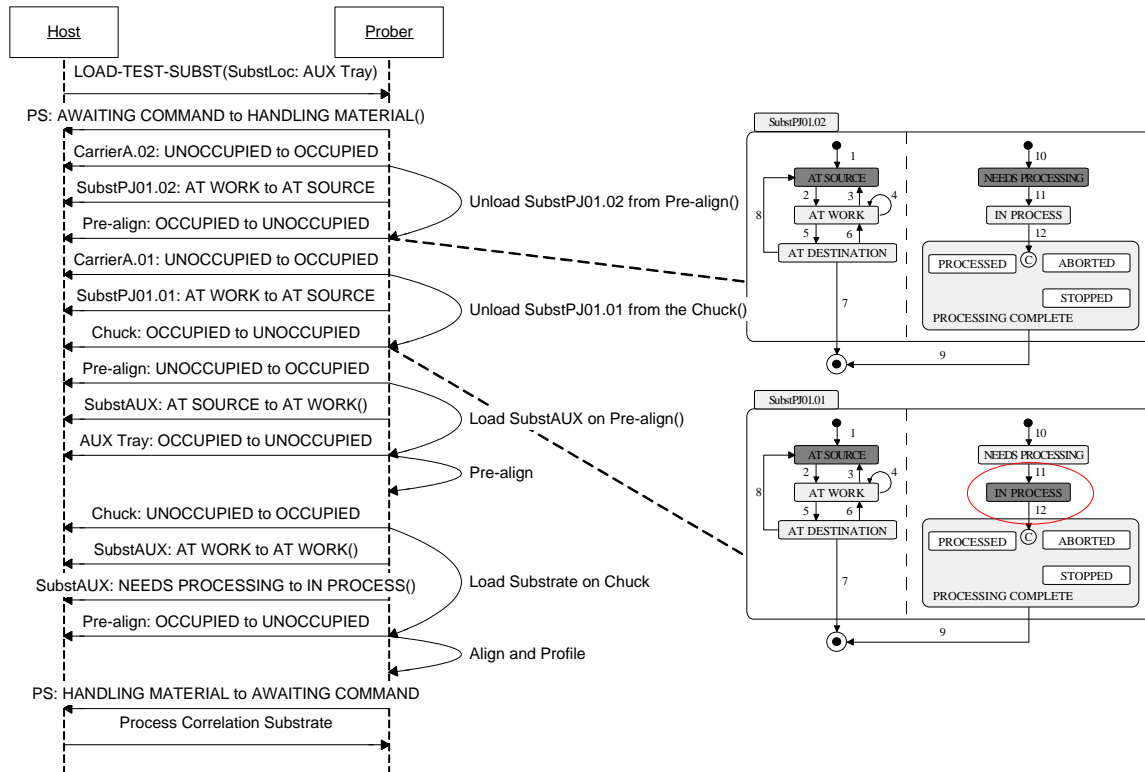 Host
Prober
LOAD-TEST-SUBST(SubstLoc: AUX Tray)
PS: AWAITING COMMAND to HANDLING MATERIAL()
CarrierA.02: UNOCCUPIED to OCCUPIED
SubstPJ01.02: AT WORK to AT SOURCE
Unload SubstPJ01.02 from Pre-align()
Pre-align: OCCUPIED to UNOCCUPIED
CarrierA.01: UNOCCUPIED to OCCUPIED
SubstPJ01.01: AT WORK to AT SOURCE
Unload SubstPJ01.01 from the Chuck()
Chuck: OCCUPIED to UNOCCUPIED
Pre-align: UNOCCUPIED to OCCUPIED
SubstAUX: AT SOURCE to AT WORK()
Load SubstAUX on Pre-align()
AUX Tray: OCCUPIED to UNOCCUPIED
Pre-align
Chuck: UNOCCUPIED to OCCUPIED
SubstAUX: AT WORK to AT WORK()
Load Substrate on Chuck
SubstAUX: NEEDS PROCESSING to IN PROCESS()
Pre-align: OCCUPIED to UNOCCUPIED
Align and Profile
PS: HANDLING MATERIAL to AWAITING COMMAND
Process Correlation Substrate
SubstPJ01.02
1
10
AT SOURCE
NEEDS PROCESSING
2
3
4
11
8
AT WORK
IN PROCESS
5
6
12
AT DESTINATION
PROCESSED
C
ABORTED
STOPPED
7
PROCESSING COMPLETE
9
SubstPJ01.01
1
10
AT SOURCE
NEEDS PROCESSING
2
3
4
11
8
AT WORK
IN PROCESS
5
6
12
AT DESTINATION
PROCESSED
C
ABORTED
STOPPED
7
PROCESSING COMPLETE
9